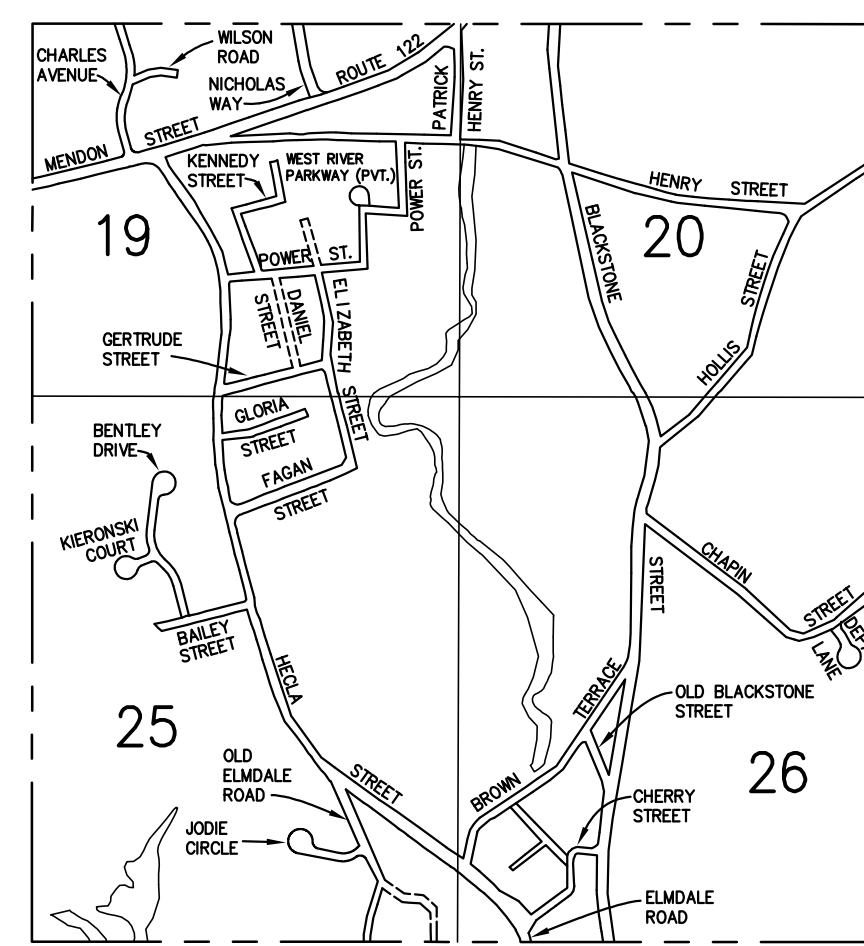 WILSON
ROAD
CHARLES
AVENUE
NICHOLAS
WAY
ROUTE 122
PATRICK
HENRY ST.
MENDON STREET
KENNEDY
STREET
WEST RIVER
PARKWAY (PVT.)
POWER ST.
HENRY STREET
19
20
POWER ST.
BLACKSTONE
STREET
DANIEL
STREET
ELIZABETH
STREET
GERTRUDE
STREET
HOLLIS
STREET
GLORIA
STREET
BENTLEY
DRIVE
FAGAN
STREET
KIERONSKI
COURT
CHAPIN
STREET
BAILEY
STREET
LANE
HECLA
STREET
TERRACE
BROWN
OLD BLACKSTONE
STREET
25
26
OLD
ELMDALE
ROAD
CHERRY
STREET
JODIE
CIRCLE
ELMDALE
ROAD